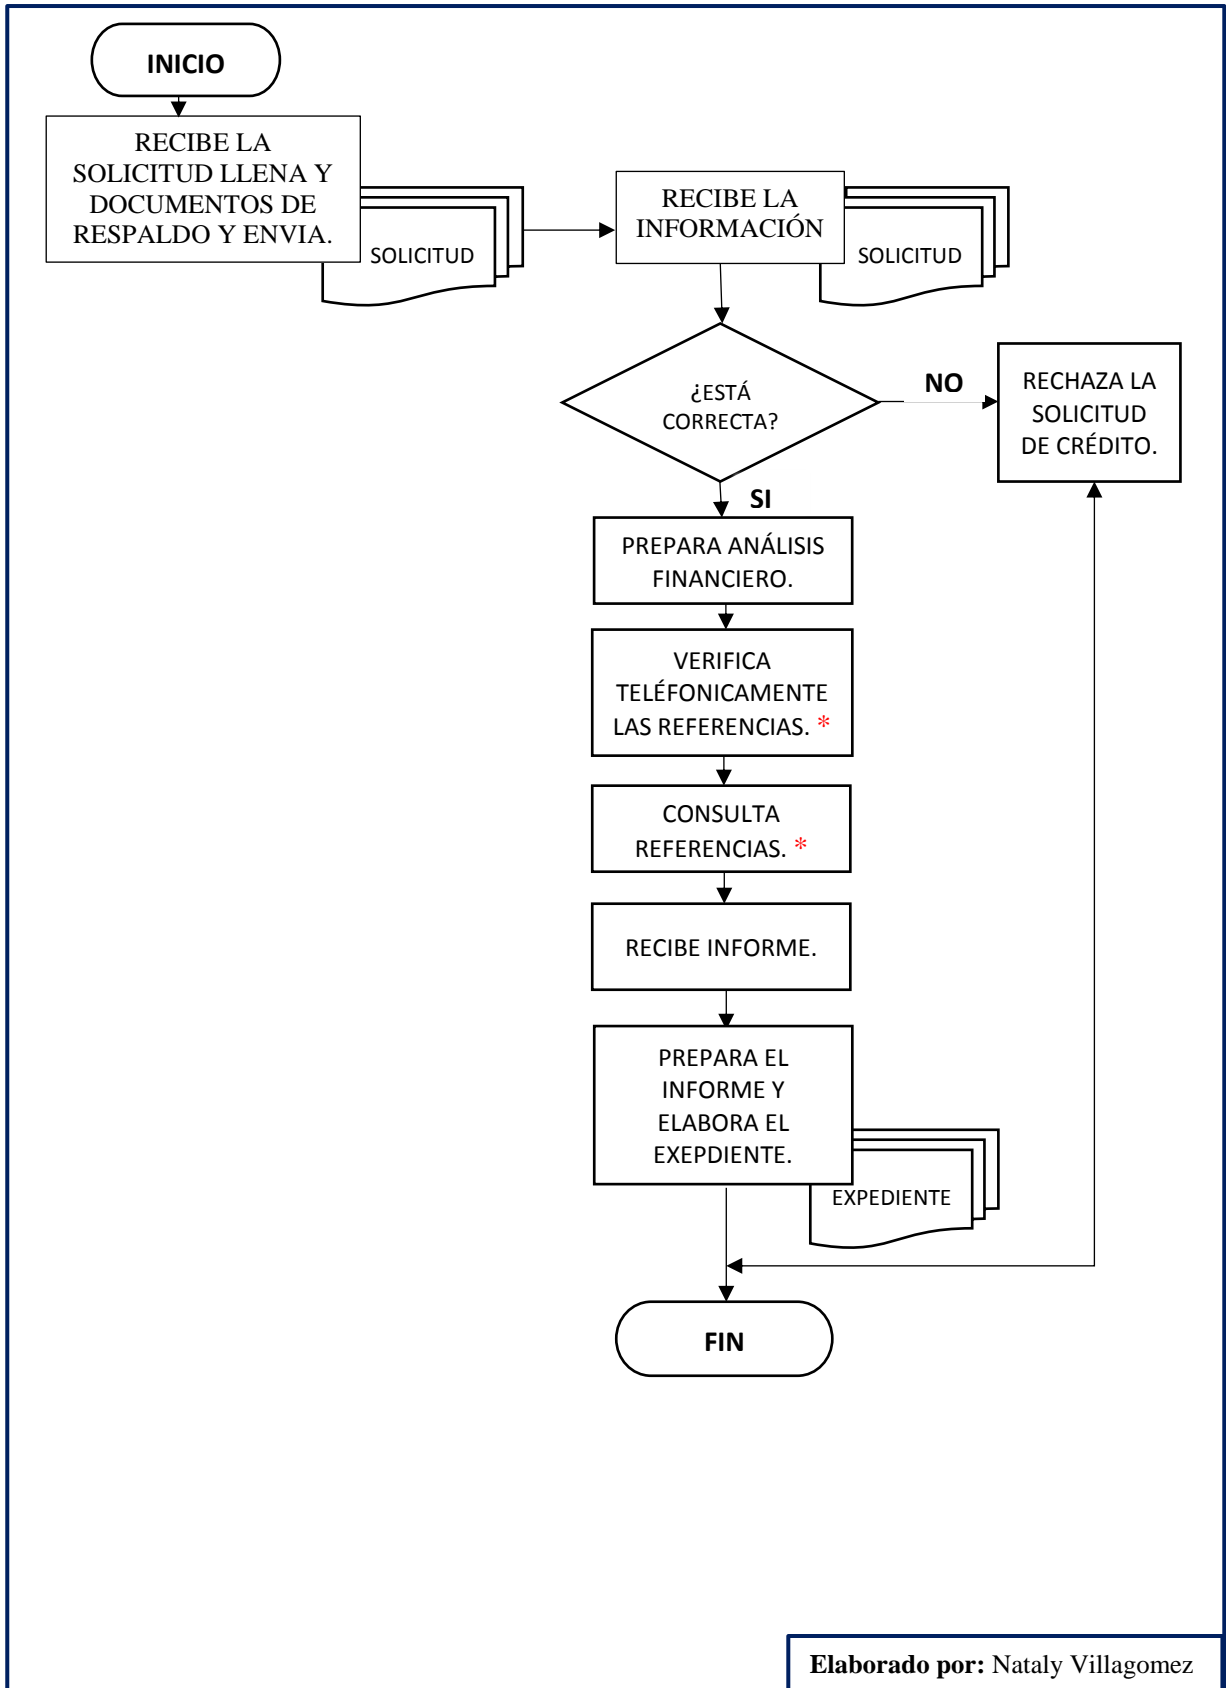 INICIO
RECIBE LA
SOLICITUD LLENA Y
DOCUMENTOS DE
RESPALDO Y ENVIA.
SOLICITUD
RECIBE LA
INFORMACIÓN
SOLICITUD
¿ESTÁ
CORRECTA?
NO
RECHAZA LA
SOLICITUD
DE CRÉDITO.
SI
PREPARA ANÁLISIS
FINANCIERO.
VERIFICA
TELÉFONICAMENTE
LAS REFERENCIAS. *
CONSULTA
REFERENCIAS. *
RECIBE INFORME.
PREPARA EL
INFORME Y
ELABORA EL
EXEPDIENTE.
EXPEDIENTE
FIN
Elaborado por: Nataly Villagomez